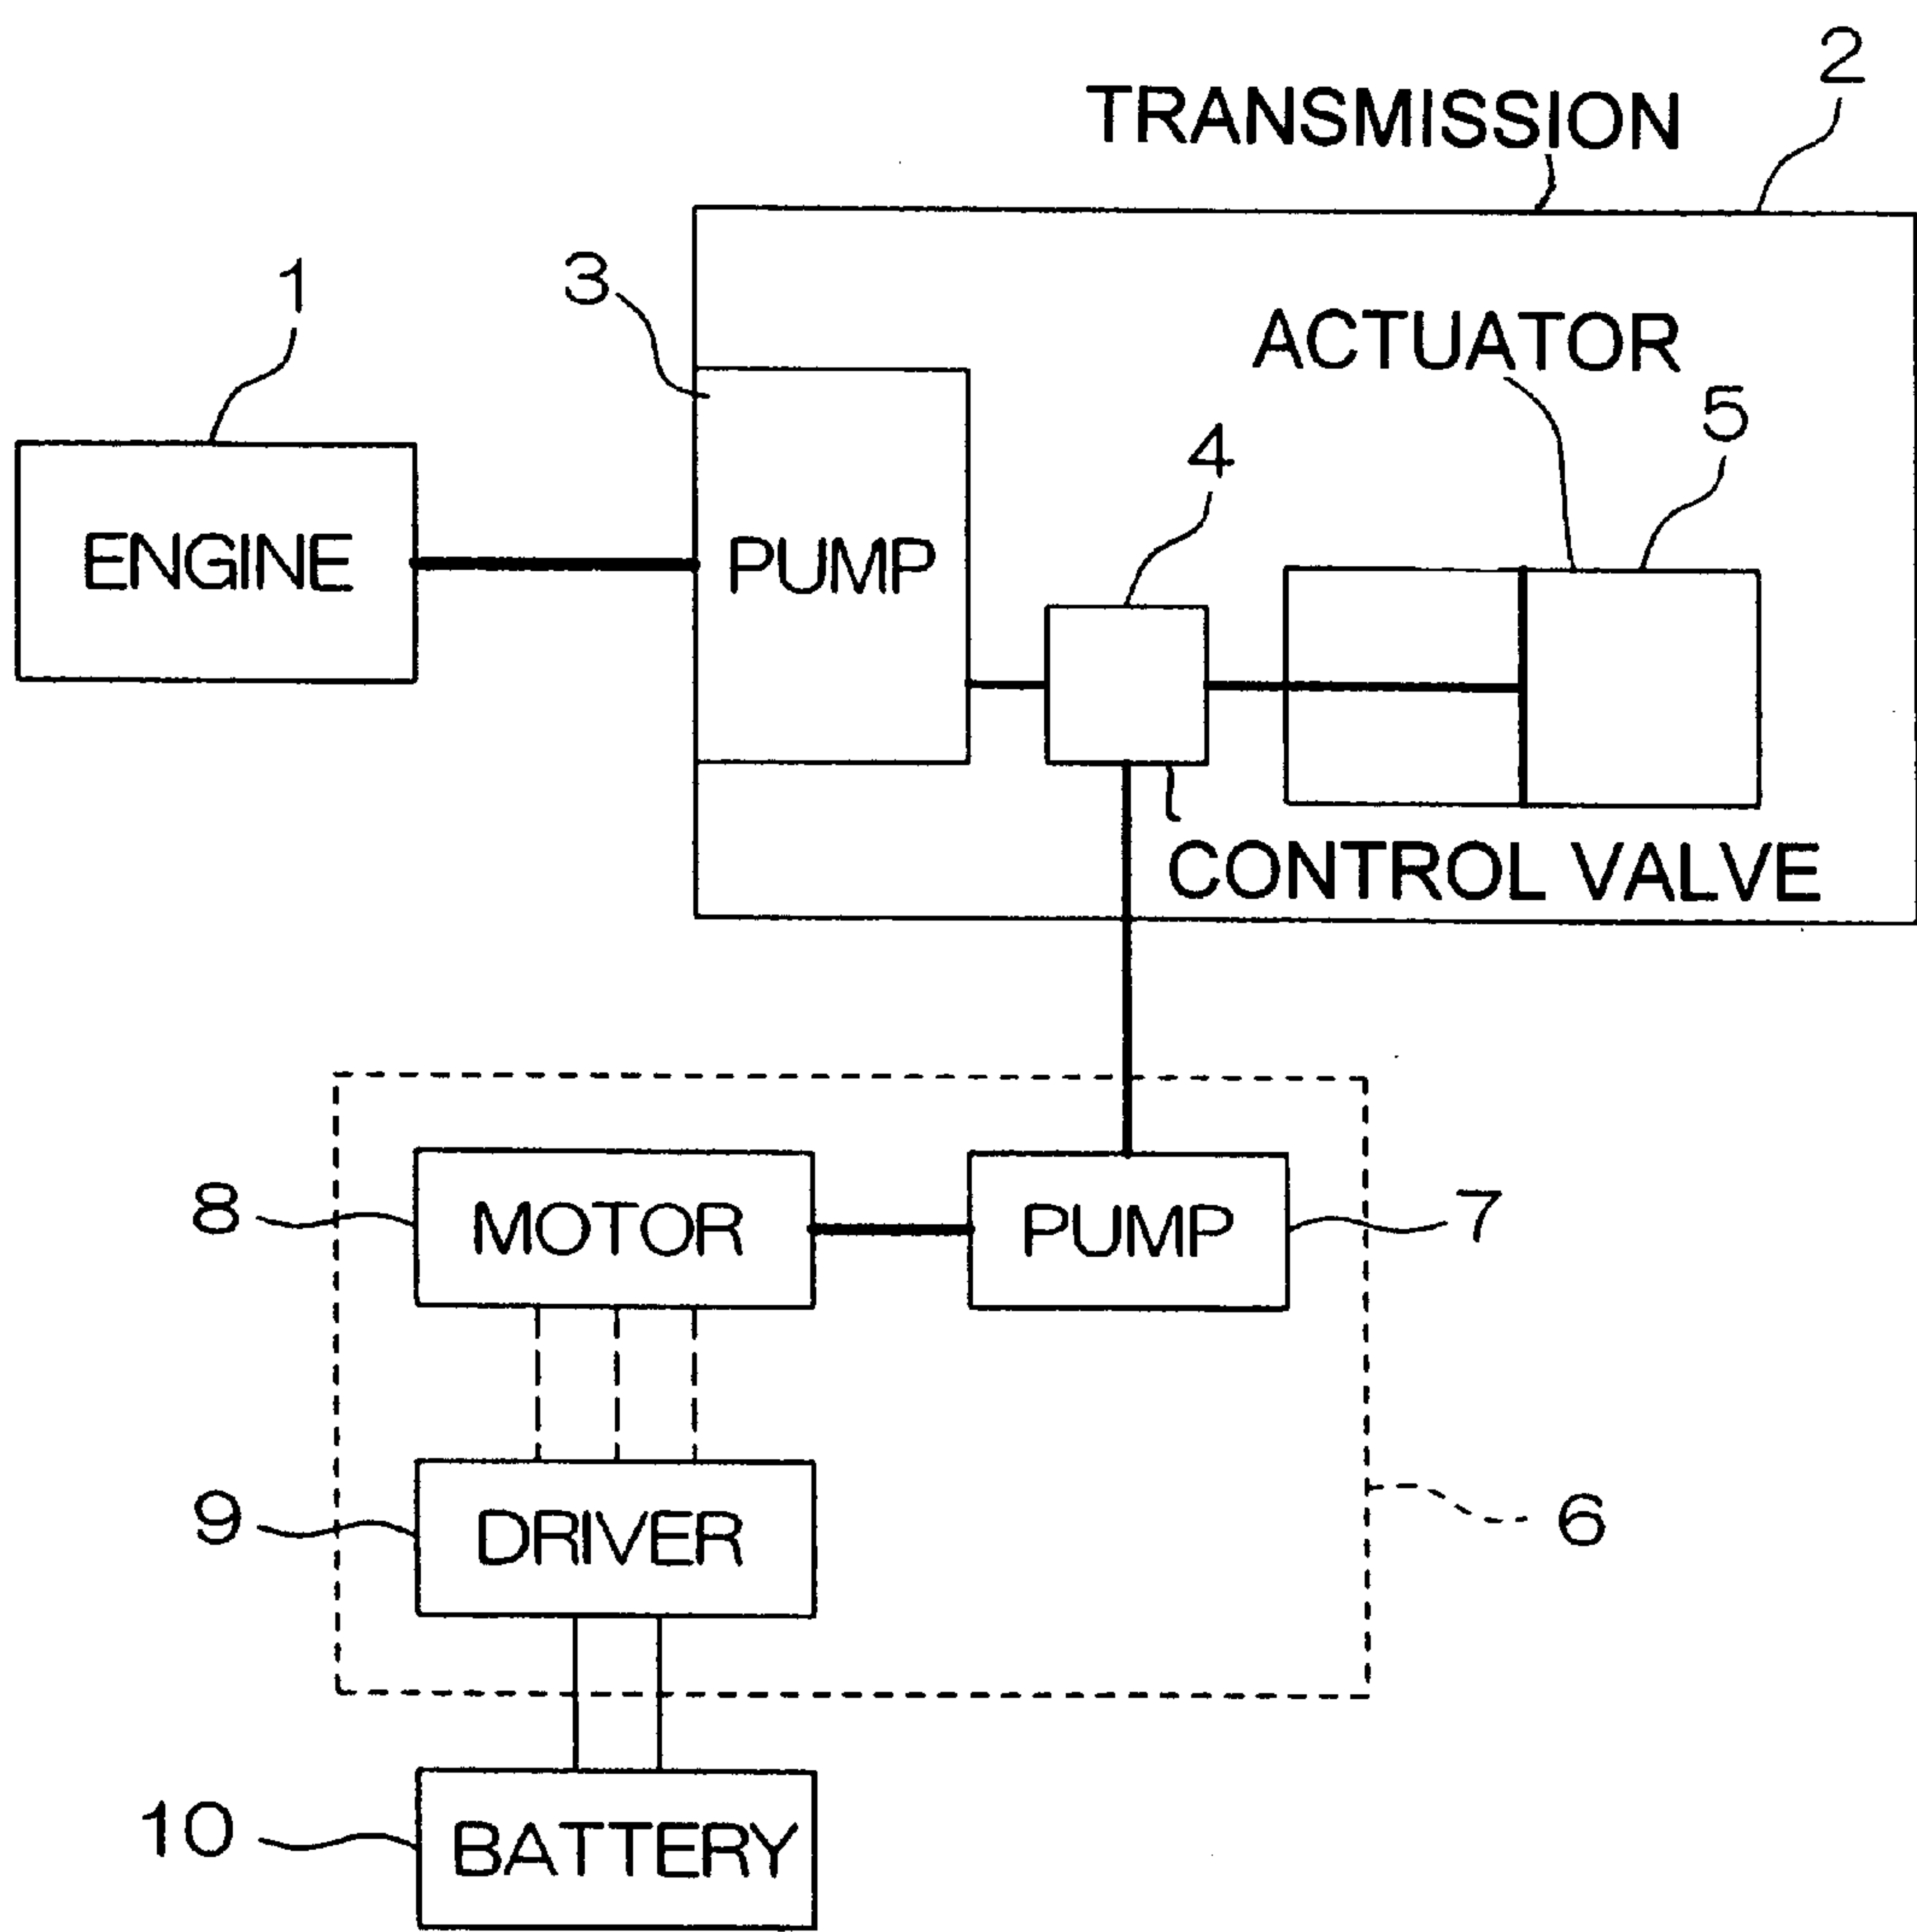 2
TRANSMISSION
1
3
ACTUATOR
5
4
ENGINE
PUMP
CONTROL VALVE
8
MOTOR
PUMP
7
9
DRIVER
6
10
BATTERY